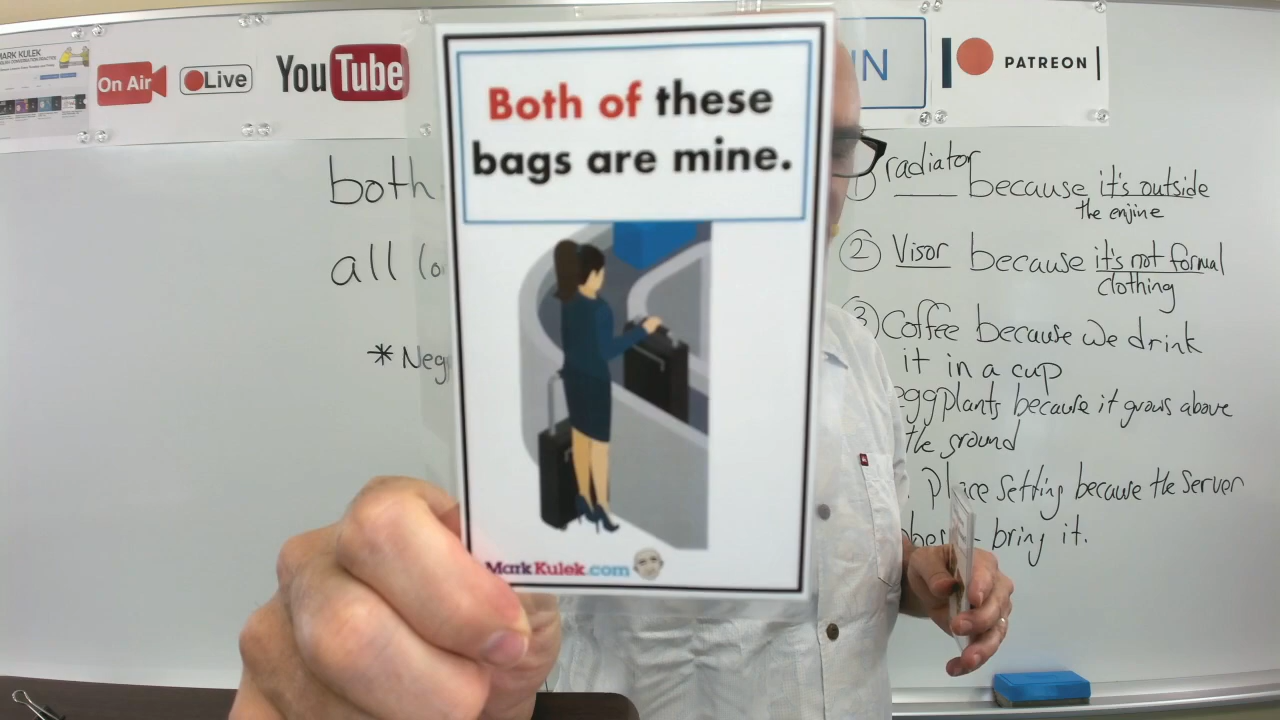 MARK KULEK
On Air
Live
YouTube
IN
PATREON
Both of these
bags are mine.
MarkKulek.com
both
all
* Neg
1 radiator because it's outside
the enjine
2 Visor because it's not formal
clothing
3 Coffee because we drink
it in a cup
eggplants because it grows above
the ground
Place setting because the server
bring it.